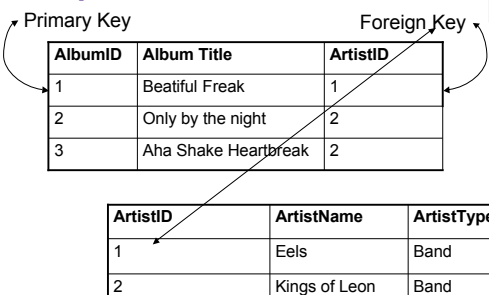 Primary Key Foreign Key
AlbumID Album Title ArtistID
1 Beatiful Freak 1
2 Only by the night 2
3 Aha Shake Heartbreak 2
ArtistID ArtistName ArtistType
1 Eels Band
2 Kings of Leon Band